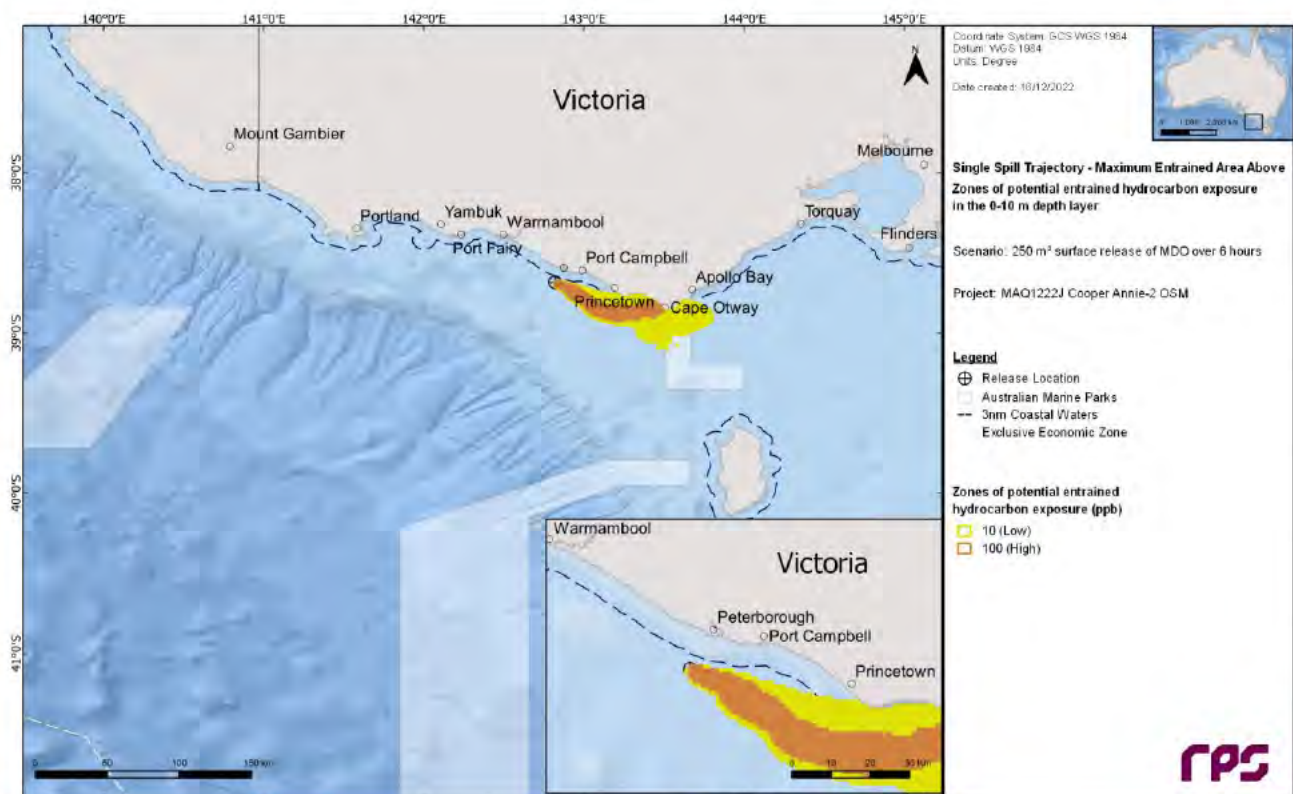 140°0'E 141°0'E 142°0'E 143°0'E 144°0'E 145°0'E
38°0'S
39°0'S
40°0'S
41°0'S
N
Victoria
Mount Gambier
Melbourne
Portland
Yambuk
Port Fairy
Warrnambool
Port Campbell
Princetown
Cape Otway
Apollo Bay
Torquay
Flinders
0 50 100 150 km
Warrnambool
Victoria
Peterborough
Port Campbell
Princetown
0 10 20 30 km
Coordinate System: GCS WGS 1984
Datum: WGS 1984
Units: Degree
Date created: 18/12/2022
0 1,000 2,000 km
Single Spill Trajectory - Maximum Entrained Area Above
Zones of potential entrained hydrocarbon exposure
in the 0-10 m depth layer
Scenario: 250 m³ surface release of MDO over 6 hours
Project: MAQ1222J Cooper Annie-2 OSM
Legend
Release Location
Australian Marine Parks
3nm Coastal Waters
Exclusive Economic Zone
Zones of potential entrained
hydrocarbon exposure (ppb)
10 (Low)
100 (High)
rps